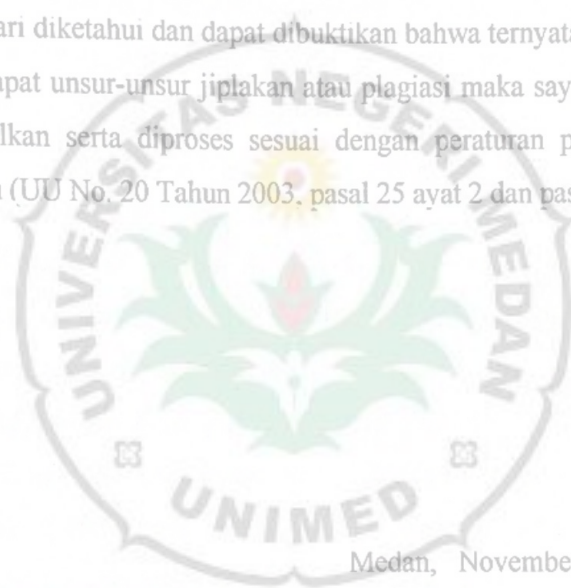 ari diketahui dan dapat dibuktikan bahwa ternyata
pat unsur-unsur jiplakan atau plagiasi maka say
lkan serta diproses sesuai dengan peraturan p
(UU No. 20 Tahun 2003, pasal 25 ayat 2 dan pas
UNIVERSITAS NEGERI MEDAN
UNIMED
Medan, November